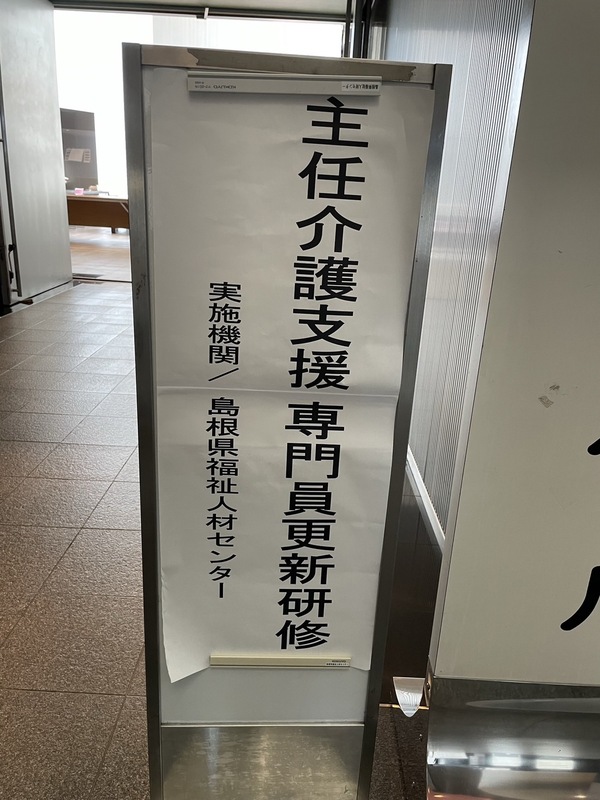 主任介護支援 専門員更新研修
実施機関/ 島根県福祉人材センター